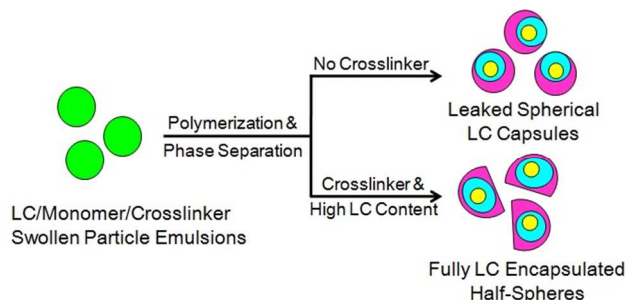 No Crosslinker
Polymerization &
Phase Separation
Leaked Spherical
LC Capsules
Crosslinker &
High LC Content
LC/Monomer/Crosslinker
Swollen Particle Emulsions
Fully LC Encapsulated
Half-Spheres